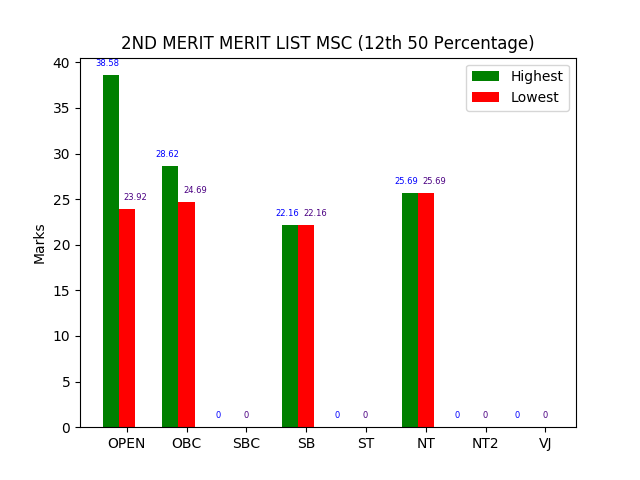 2ND MERIT MERIT LIST MSC (12th 50 Percentage)
Highest
Lowest
Marks
40
35
30
25
20
15
10
5
0
38.58
23.92
28.62
24.69
0
0
22.16
22.16
0
0
25.69
25.69
0
0
0
0
OPEN
OBC
SBC
SB
ST
NT
NT2
VJ